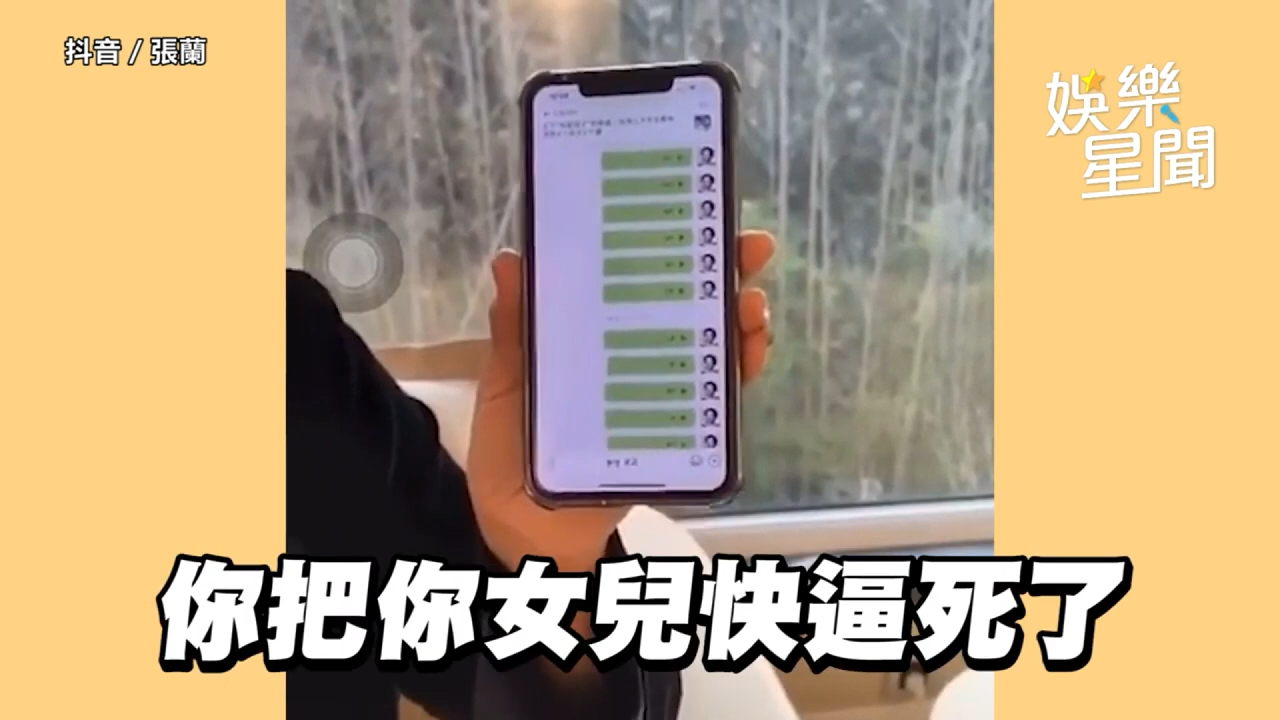 抖音 / 張蘭
娛樂
星聞
你把你女兒快逼死了